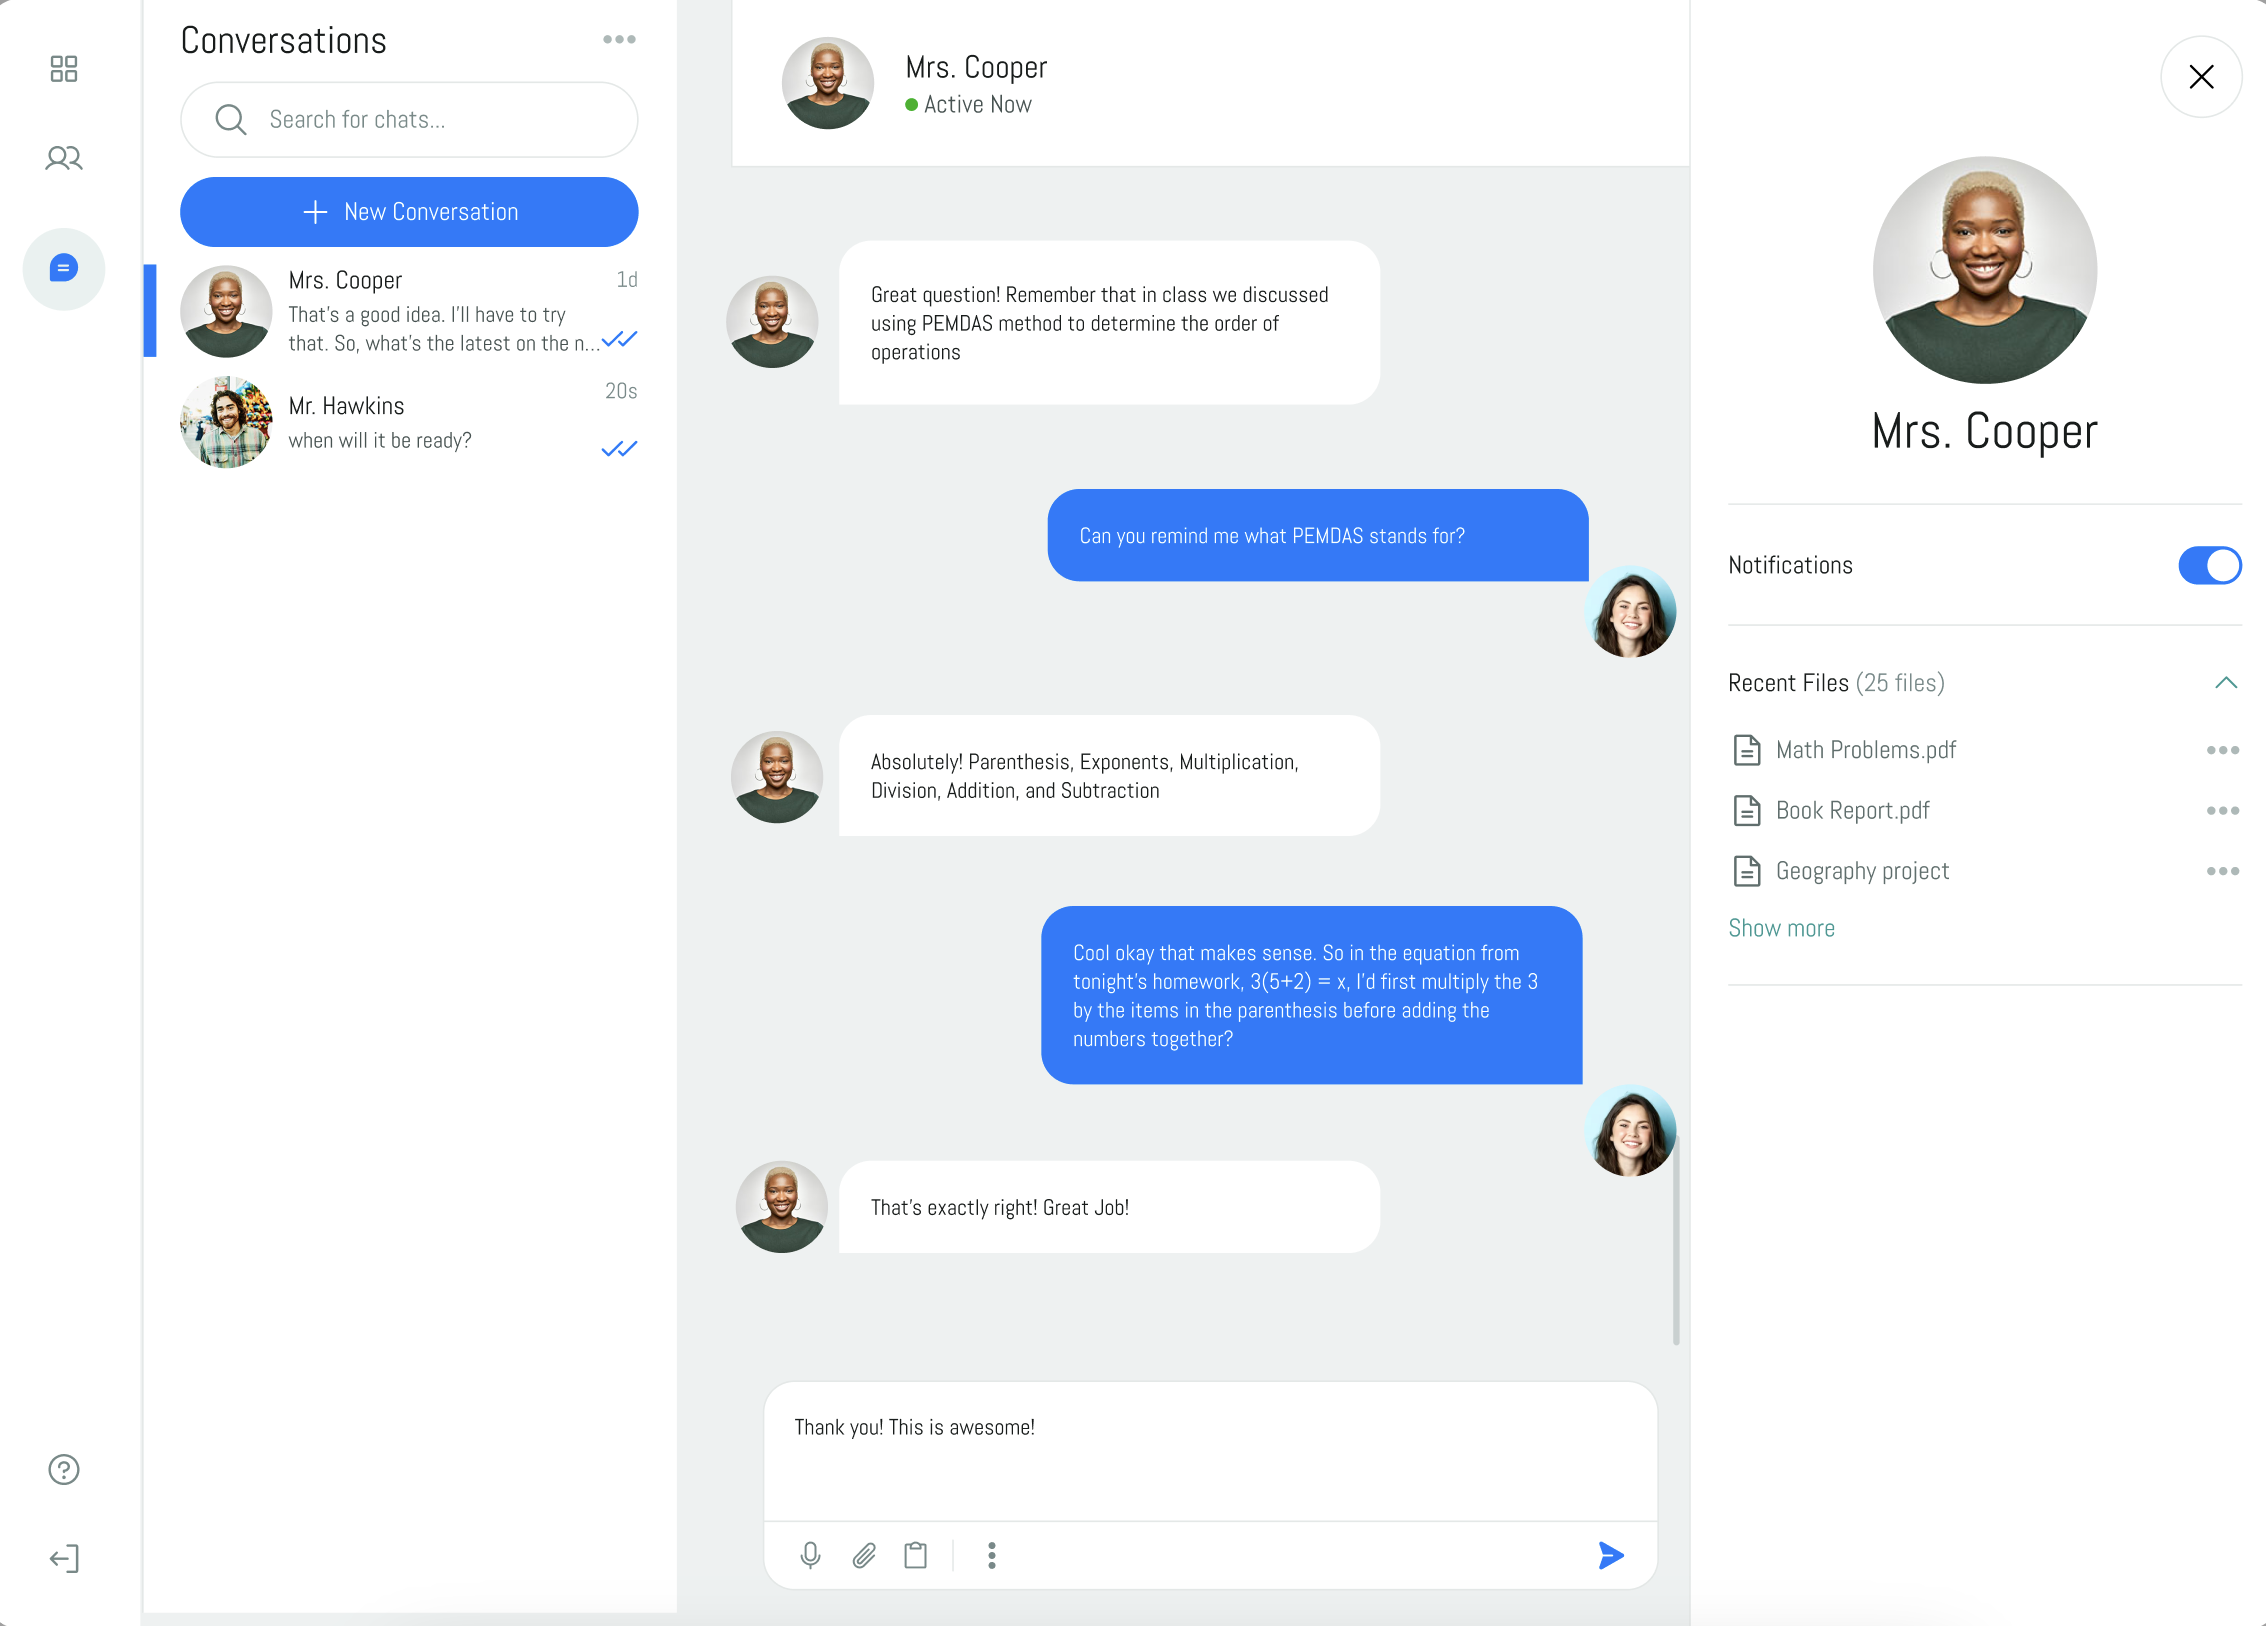 Conversations
Search for chats...
New Conversation
Mrs. Cooper
1d
That's a good idea. I'll have to try
that. So, what's the latest on the n...
Mr. Hawkins
20s
when will it be ready?
Mrs. Cooper
Active Now
Great question! Remember that in class we discussed
using PEMDAS method to determine the order of
operations
Can you remind me what PEMDAS stands for?
Absolutely! Parenthesis, Exponents, Multiplication,
Division, Addition, and Subtraction
Cool okay that makes sense. So in the equation from
tonight's homework, 3(5+2) = x, I'd first multiply the 3
by the items in the parenthesis before adding the
numbers together?
That's exactly right! Great Job!
Thank you! This is awesome!
Mrs. Cooper
Notifications
Recent Files (25 files)
Math Problems.pdf
Book Report.pdf
Geography project
Show more